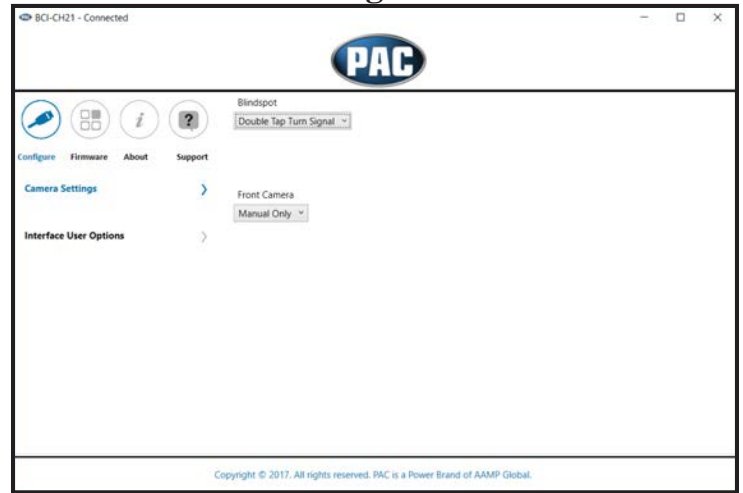 BCI-CH21 - Connected
PAC
Configure Firmware About Support
Camera Settings
Interface User Options
Blindspot
Double Tap Turn Signal
Front Camera
Manual Only
Copyright © 2017. All rights reserved. PAC is a Power Brand of AAMP Global.